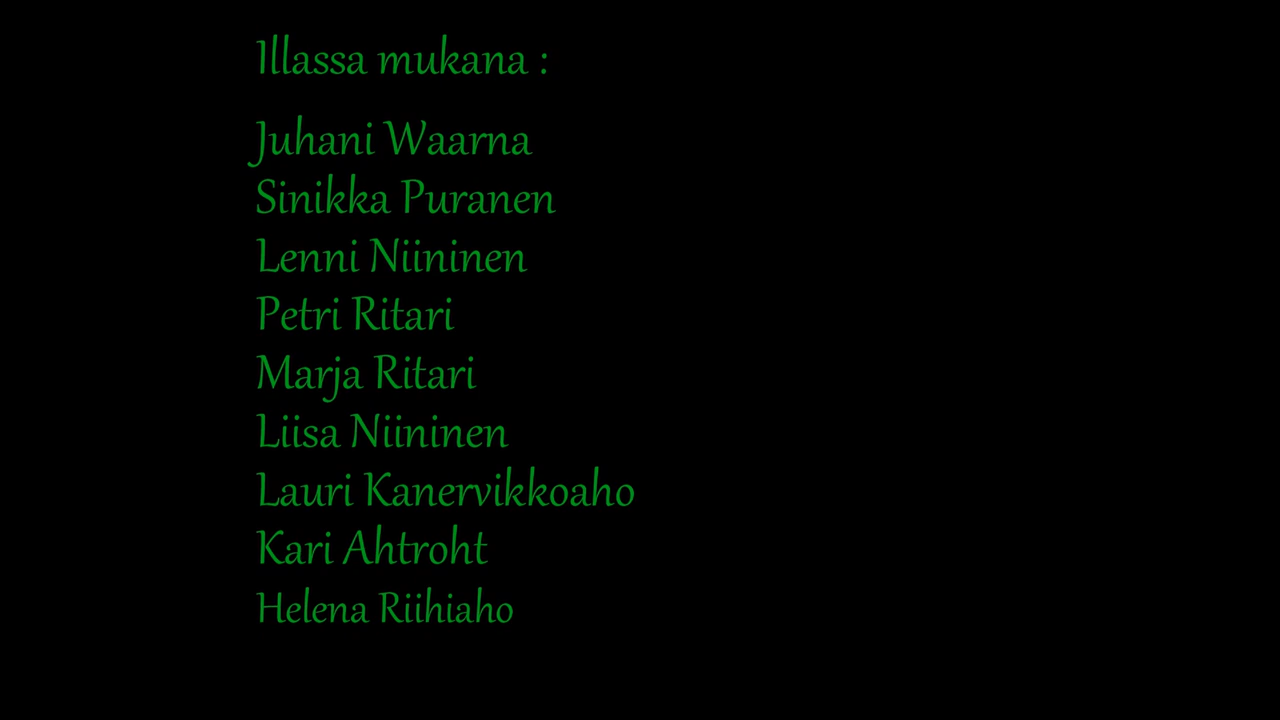 Illassa mukana :
Juhani Waarna
Sinikka Puranen
Lenni Niininen
Petri Ritari
Marja Ritari
Liisa Niininen
Lauri Kanervikkoaho
Kari Ahtroht
Helena Riihiaho